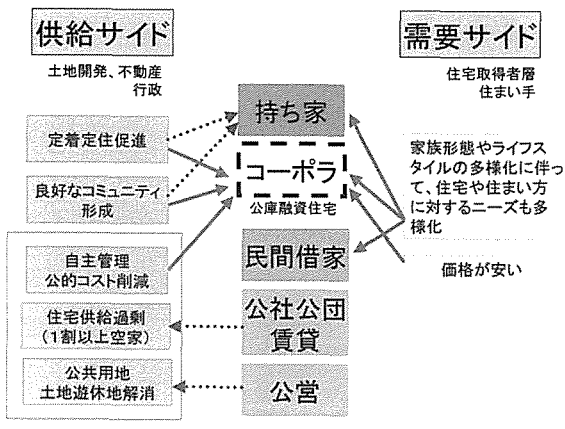 供給サイド
土地開発、不動産
行政
定着定住促進
良好なコミュニティ
形成
自主管理
公的コスト削減
住宅供給過剰
（1割以上空家）
公共用地
土地遊休地解消
持ち家
コーポラ
公庫融資住宅
民間借家
公社公団
賃貸
公営
需要サイド
住宅取得者層
住まい手
家族形態やライフス
タイルの多様化に伴っ
て、住宅や住まい方
に対するニーズも多
様化
価格が安い